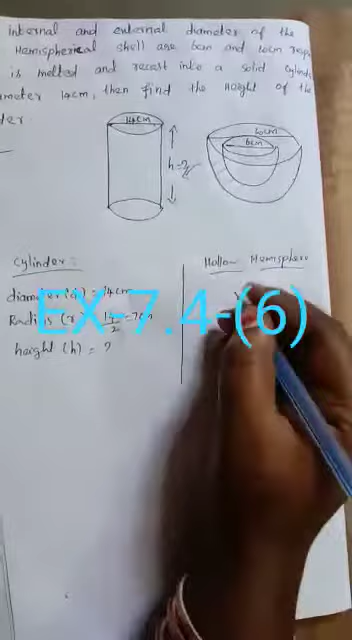 internal and external diameter of the
Hemispherical shell are 6cm and 10cm resp
is melted and recast into a solid cylinde
ameter 14cm, then find the Height of the
der.
14cm
10cm
6cm
h=?
cylinder:
Hollow Hemisphere
diameter(d) = 14cm
Radius (r) = 14/2 = 7cm
height (h) = ?
EX-7.4-(6)